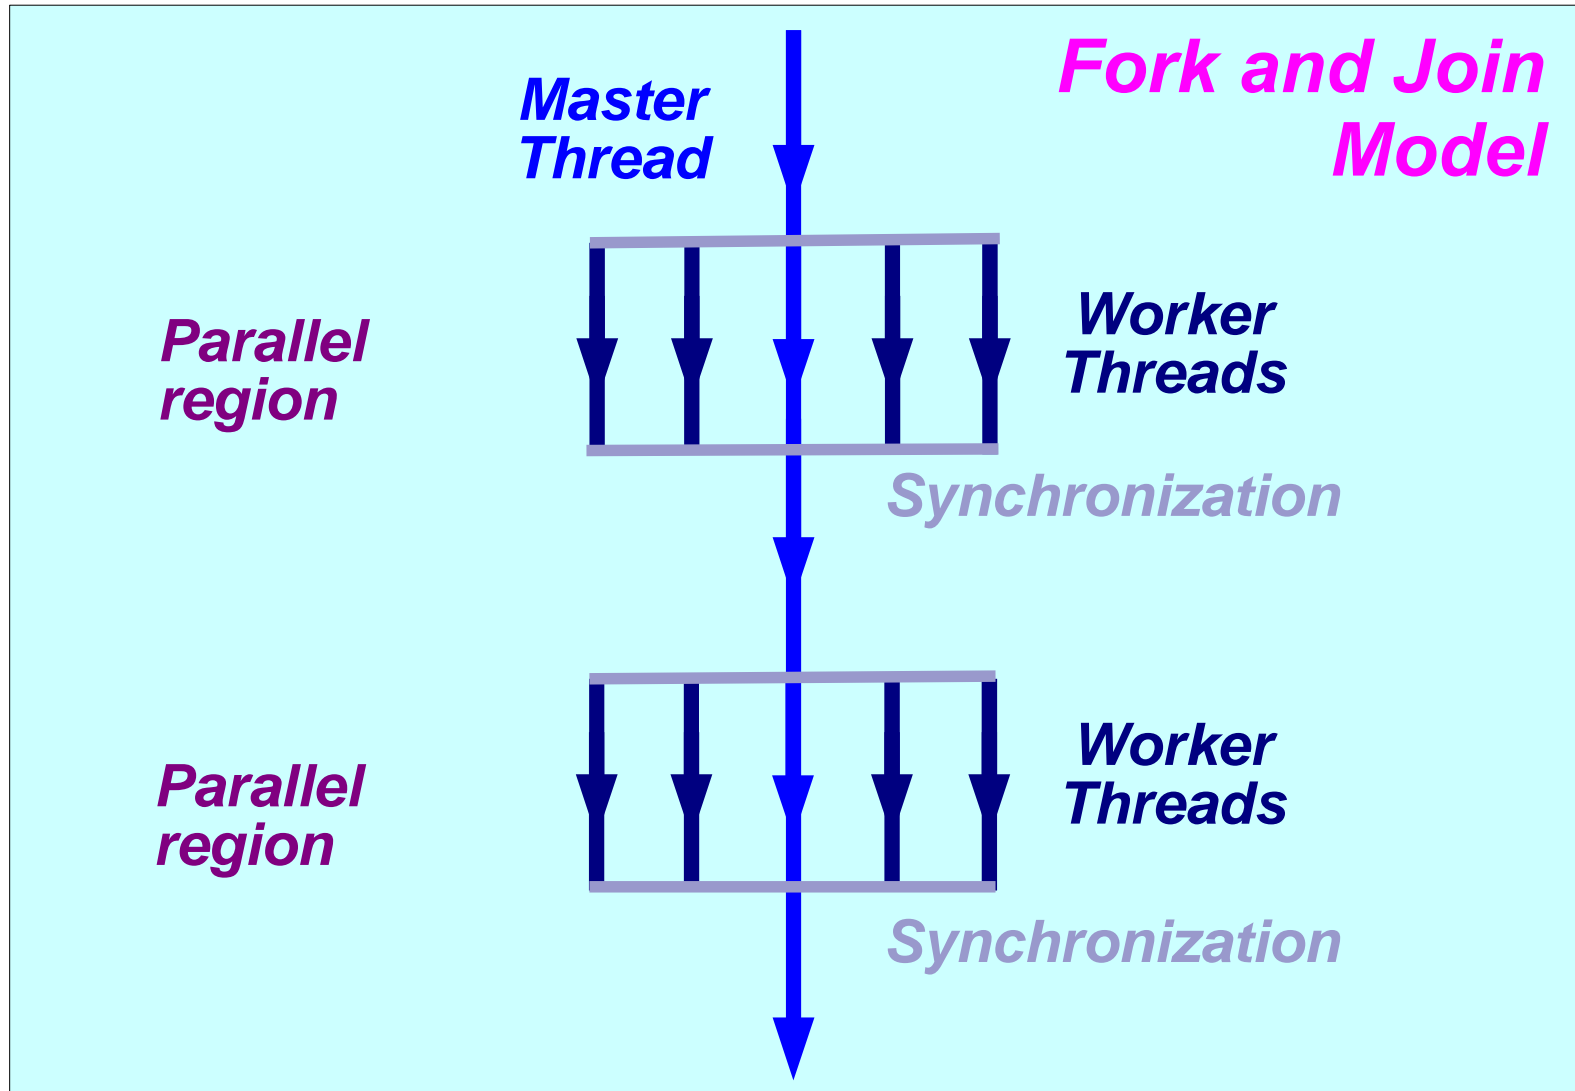 Fork and Join
Model
Master
Thread
Parallel
region
Worker
Threads
Synchronization
Parallel
region
Worker
Threads
Synchronization